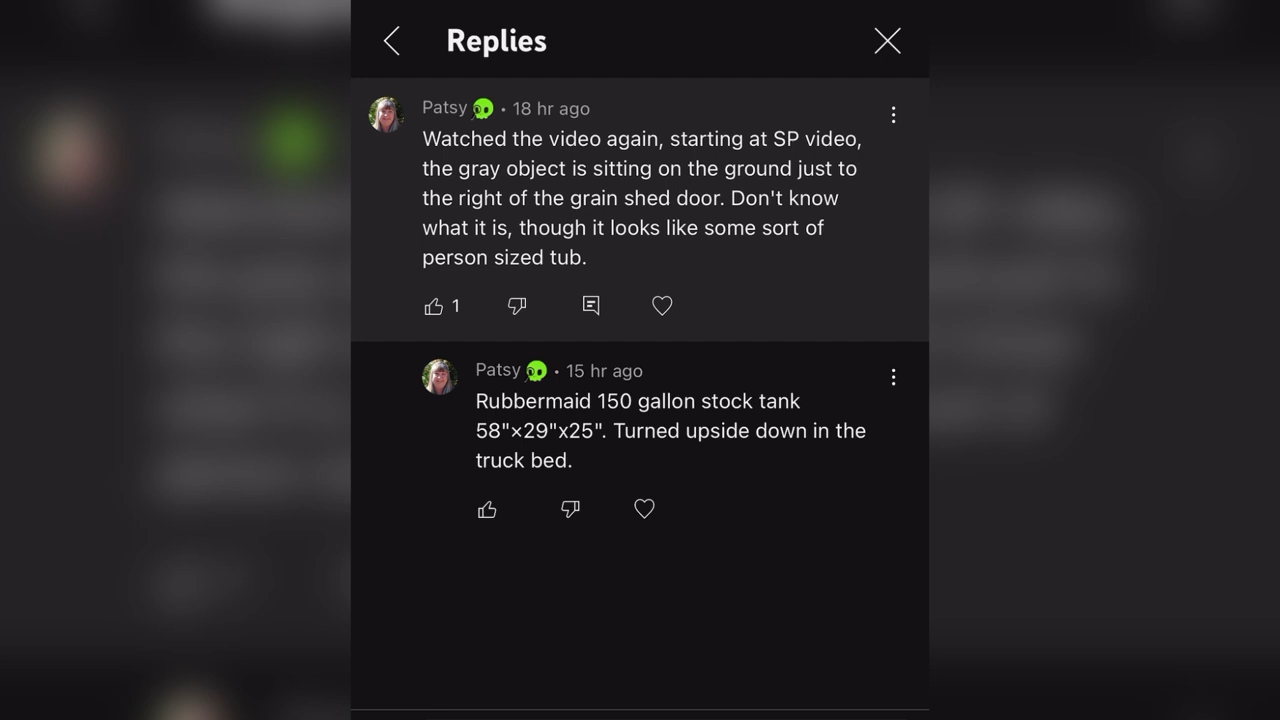 Replies
Patsy • 18 hr ago
Watched the video again, starting at SP video,
the gray object is sitting on the ground just to
the right of the grain shed door. Don't know
what it is, though it looks like some sort of
person sized tub.
1
Patsy • 15 hr ago
Rubbermaid 150 gallon stock tank
58"×29"x25". Turned upside down in the
truck bed.